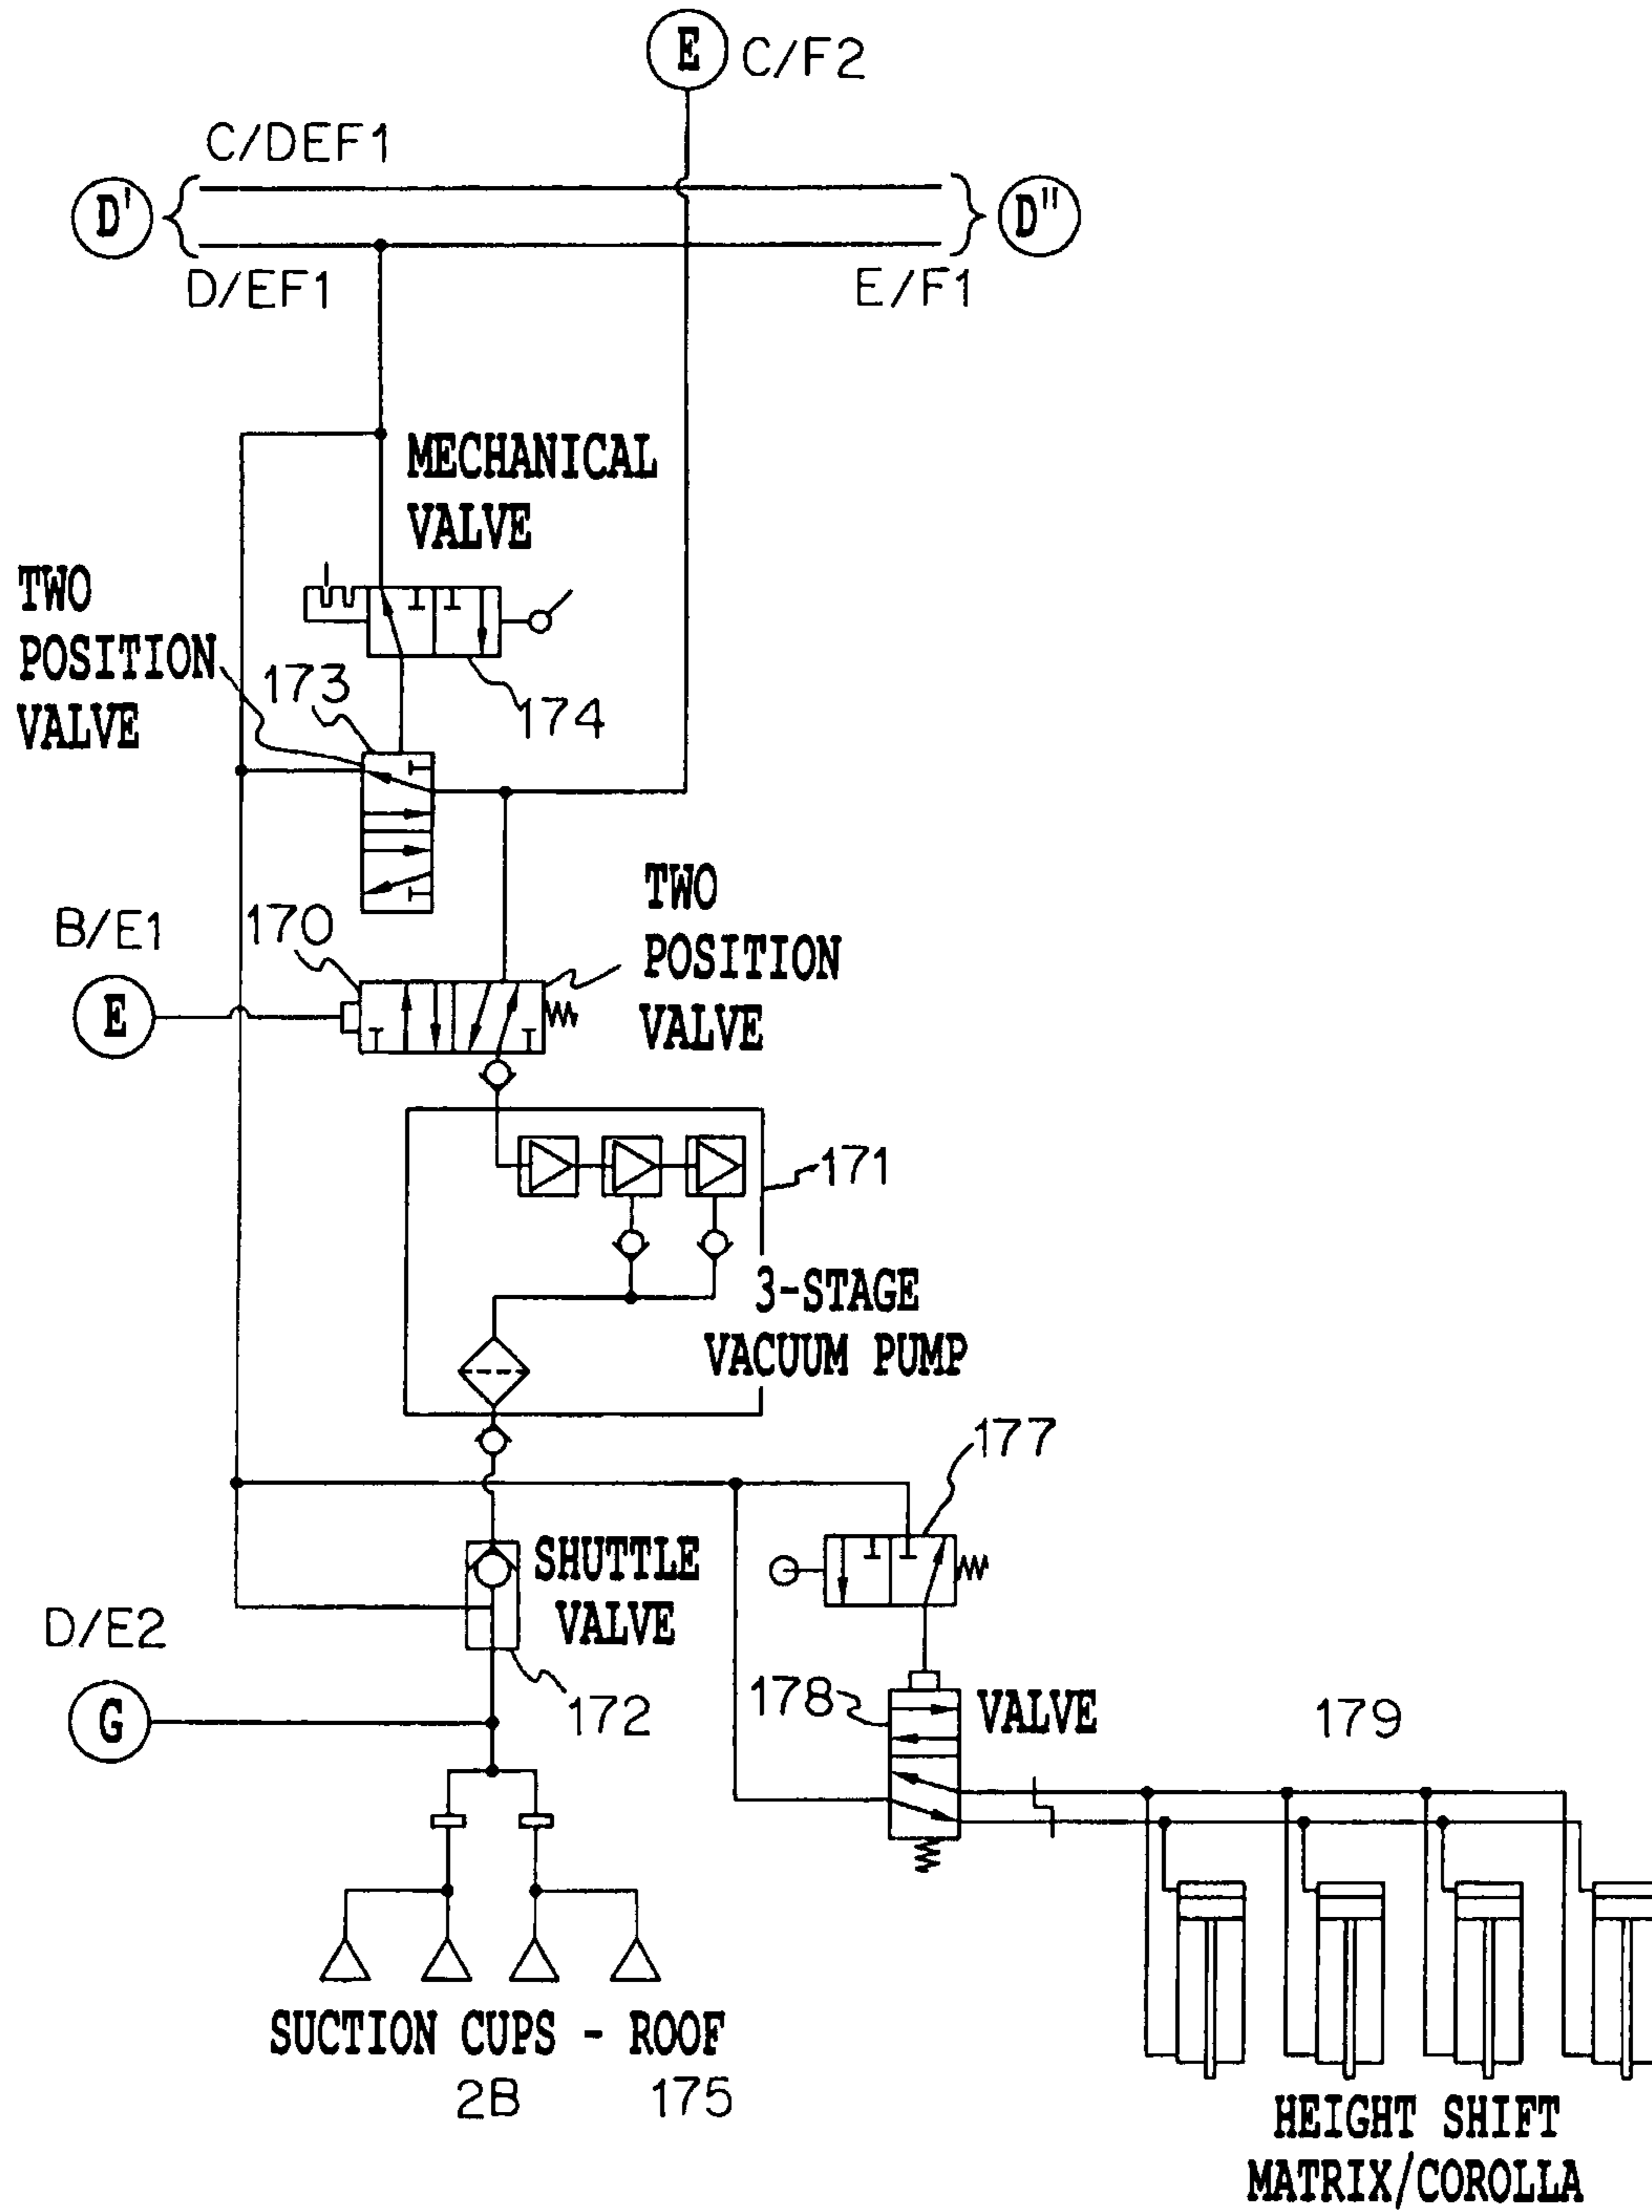 E C/F2
C/DEF1
D' D"
D/EF1 E/F1
MECHANICAL
VALVE
TWO
POSITION
VALVE
173
174
TWO
POSITION
VALVE
B/E1
170
E
171
3-STAGE
VACUUM PUMP
177
SHUTTLE
VALVE
D/E2
172
G
178
VALVE
179
SUCTION CUPS - ROOF
2B 175
HEIGHT SHIFT
MATRIX/COROLLA